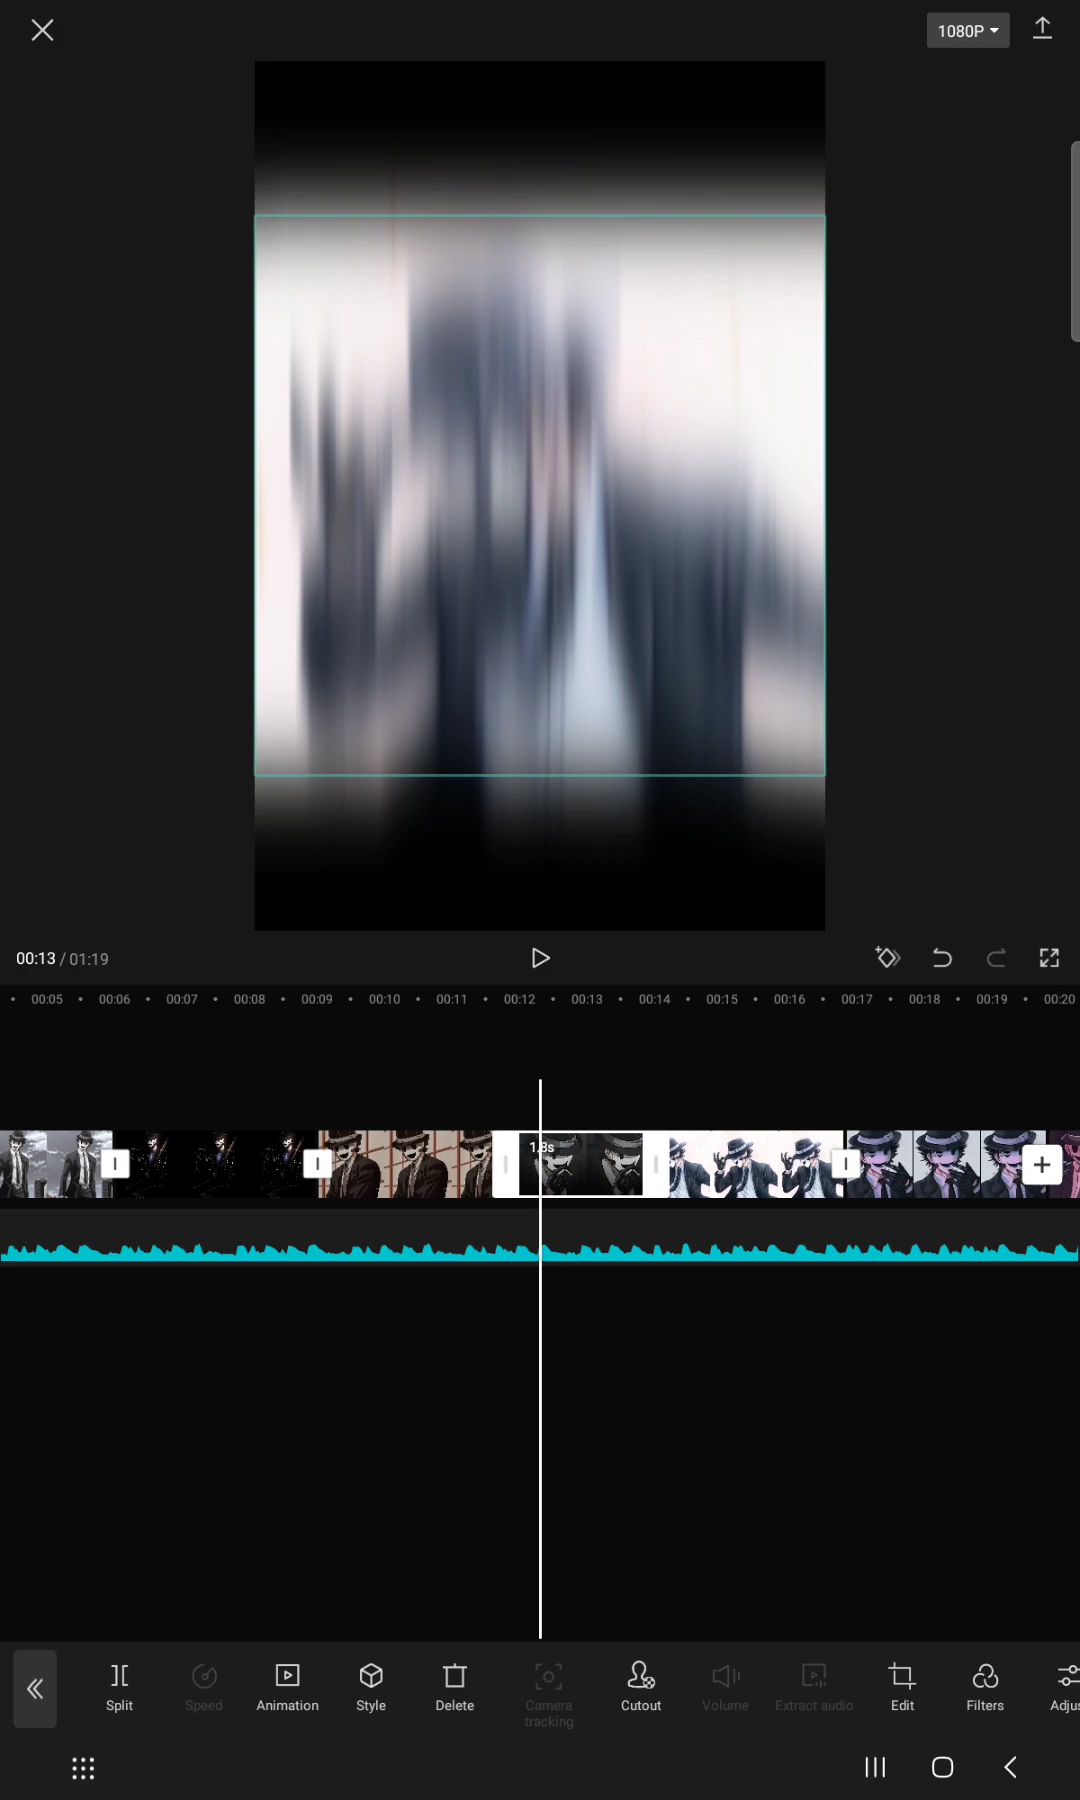 1080P
00:13 / 01:19
00:05 00:06 00:07 00:08 00:09 00:10 00:11 00:12 00:13 00:14 00:15 00:16 00:17 00:18 00:19 00:20
1.8s
Split Speed Animation Style Delete Camera tracking Cutout Volume Extract audio Edit Filters Adjus